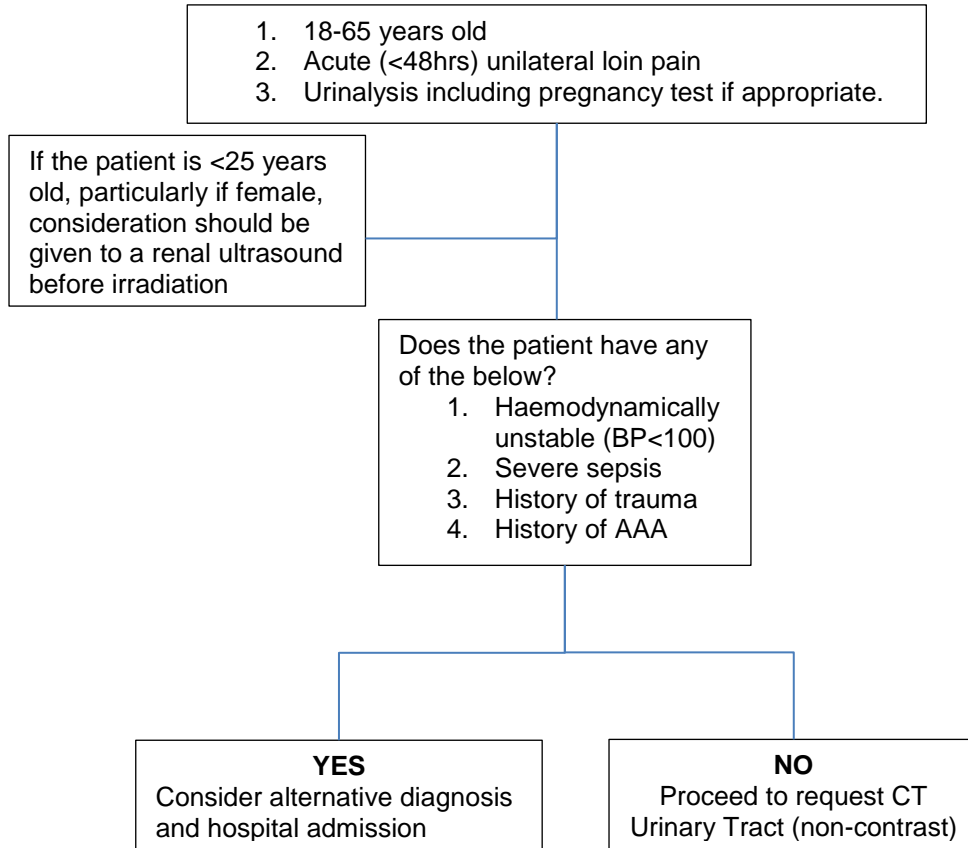 1. 18-65 years old
2. Acute (<48hrs) unilateral loin pain
3. Urinalysis including pregnancy test if appropriate.
If the patient is <25 years
old, particularly if female,
consideration should be
given to a renal ultrasound
before irradiation
Does the patient have any
of the below?
1. Haemodynamically
unstable (BP<100)
2. Severe sepsis
3. History of trauma
4. History of AAA
YES
Consider alternative diagnosis
and hospital admission
NO
Proceed to request CT
Urinary Tract (non-contrast)